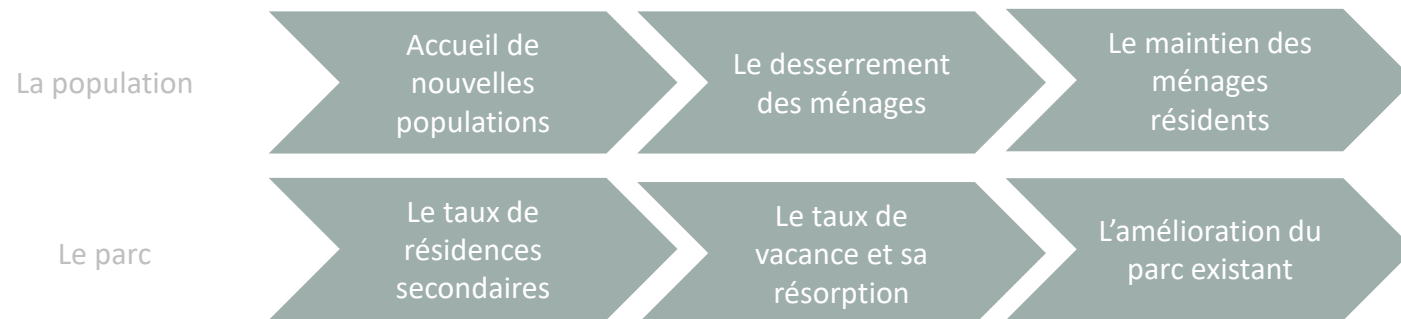 La population
Accueil de
nouvelles
populations
Le desserrement
des ménages
Le maintien des
ménages
résidents
Le parc
Le taux de
résidences
secondaires
Le taux de
vacance et sa
résorption
L’amélioration du
parc existant